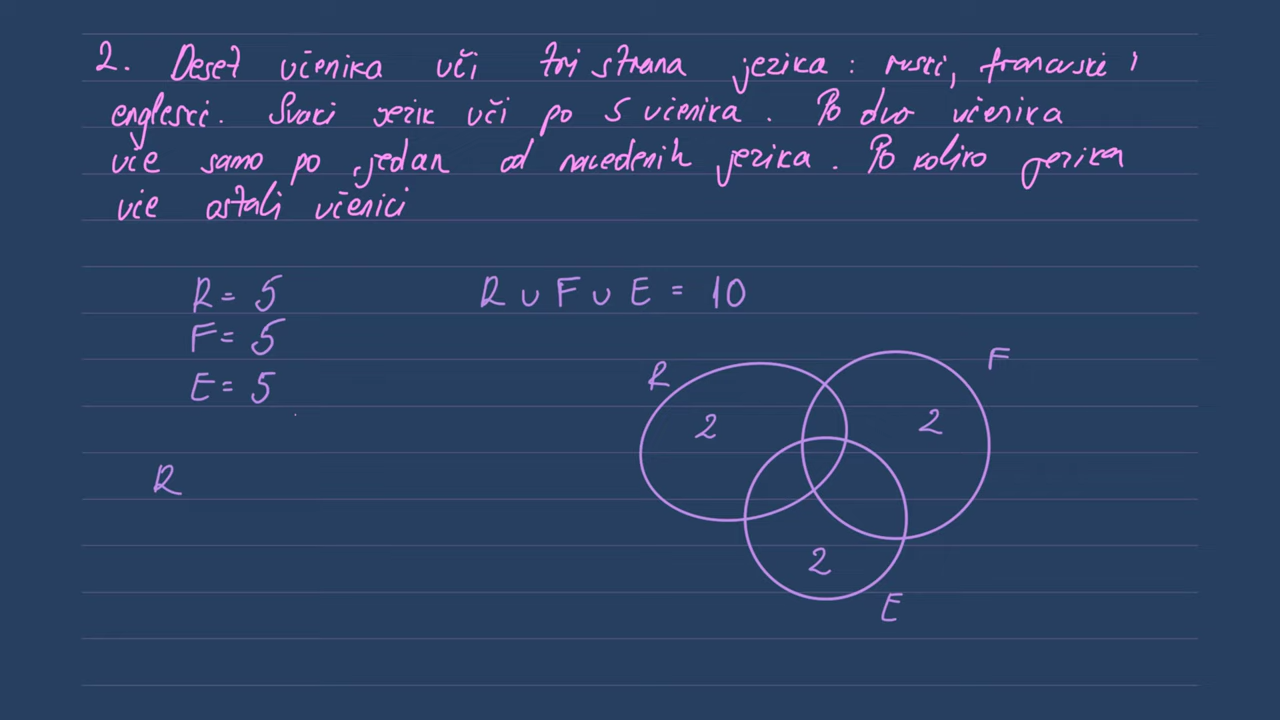 2. Deset učenika uči tri strana jezika: ruski, francuski i
engleski. Svaki jezik uči po 5 učenika. Po dvo učenika
uče samo po jedan od navedenih jezika. Po koliko jezika
uče ostali učenici
R = 5
R ∪ F ∪ E = 10
F = 5
E = 5
R
F
2
2
R
2
E